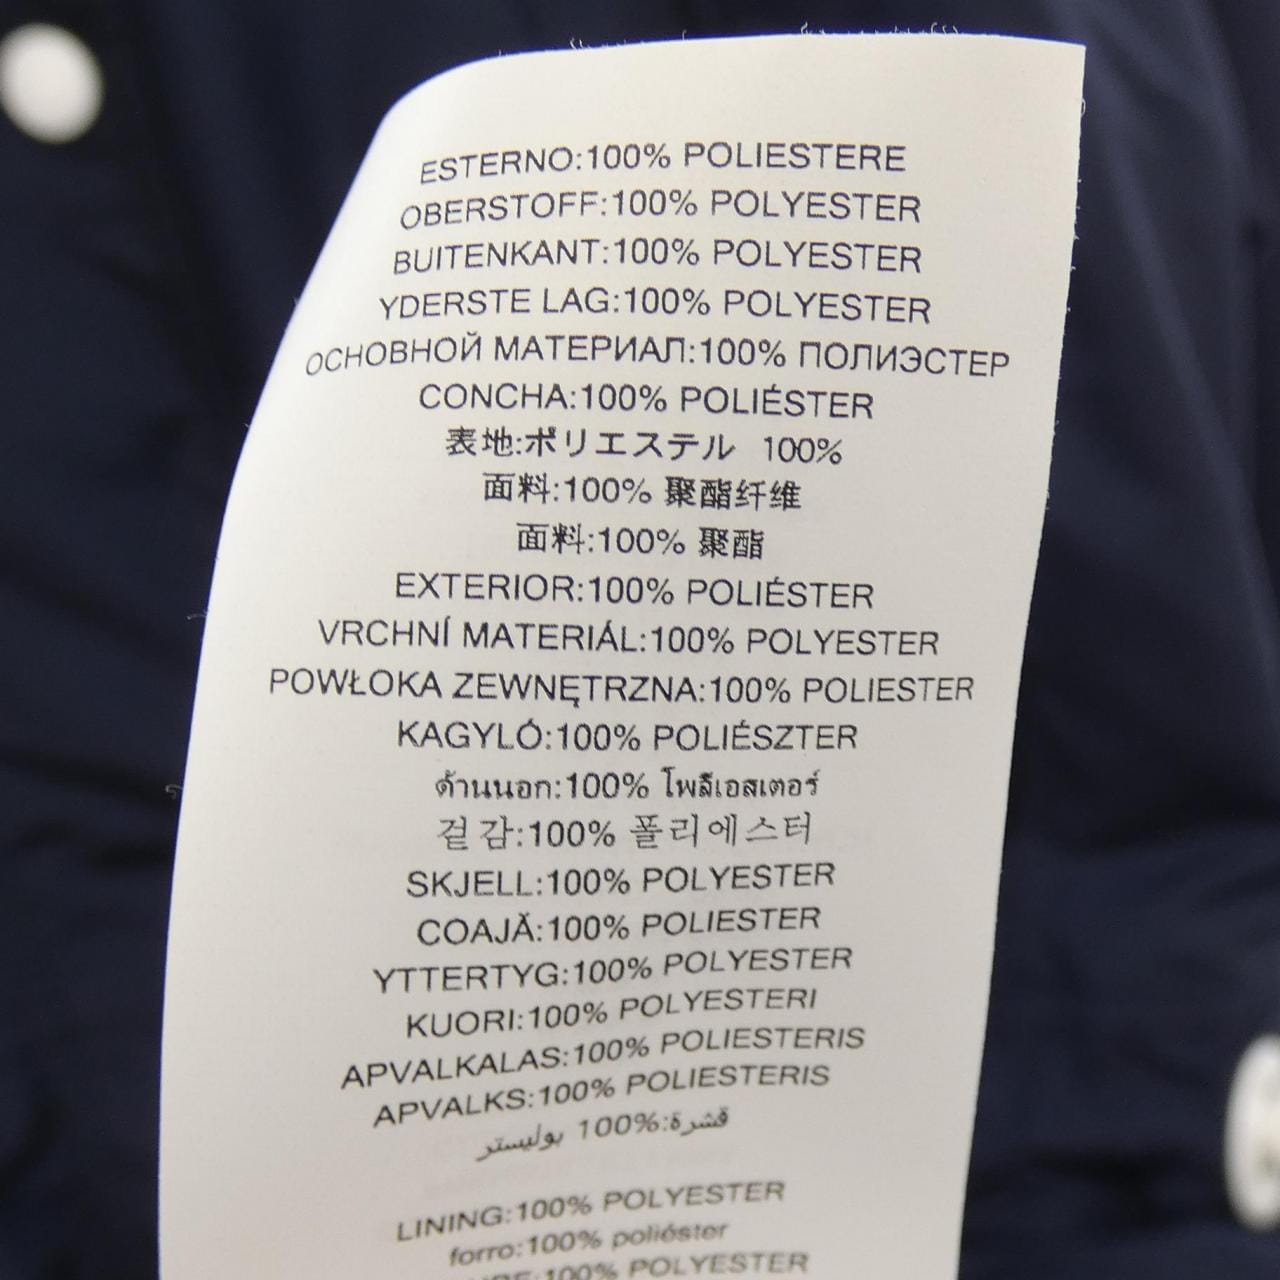 ESTERNO:100% POLIESTERE
OBERSTOFF:100% POLYESTER
BUITENKANT:100% POLYESTER
YDERSTE LAG:100% POLYESTER
ОСНОВНОЙ МАТЕРИАЛ:100% ПОЛИЭСТЕР
CONCHA:100% POLIÉSTER
表地:ポリエステル 100%
面料:100% 聚酯纤维
面料:100% 聚酯
EXTERIOR:100% POLIÉSTER
VRCHNÍ MATERIÁL:100% POLYESTER
POWŁOKA ZEWNĘTRZNA:100% POLIESTER
KAGYLÓ:100% POLIÉSZTER
ด้านนอก:100% โพลีเอสเตอร์
겉감:100% 폴리에스터
SKJELL:100% POLYESTER
COAJĂ:100% POLIESTER
YTTERTYG:100% POLYESTER
KUORI:100% POLYESTERI
APVALKALAS:100% POLIESTERIS
APVALKS:100% POLIESTERIS
قشرة:100% بوليستر
LINING:100% POLYESTER
forro:100% poliéster
:100% POLYESTER